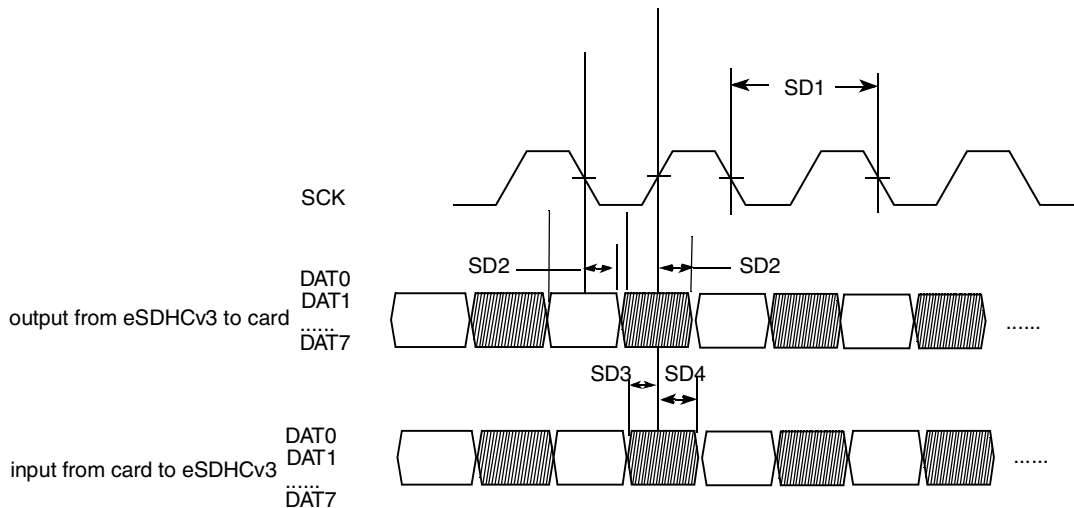 SD1
SCK
SD2
SD2
DAT0
DAT1
output from eSDHCv3 to card
......
DAT7
......
SD3
SD4
DAT0
DAT1
input from card to eSDHCv3
......
DAT7
......